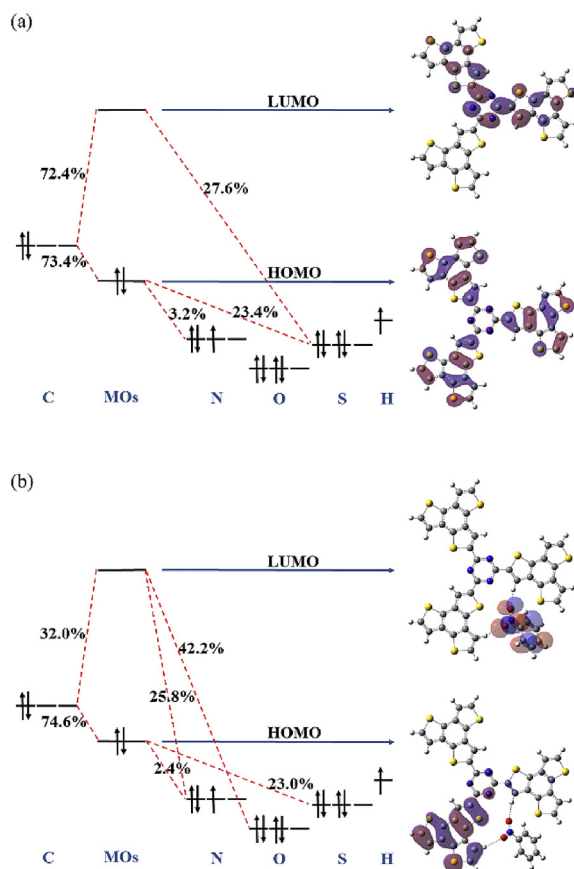 (a)
LUMO
72.4%
27.6%
73.4%
HOMO
3.2%
23.4%
C MOs N O S H
(b)
LUMO
32.0%
42.2%
25.8%
74.6%
HOMO
2.4%
23.0%
C MOs N O S H